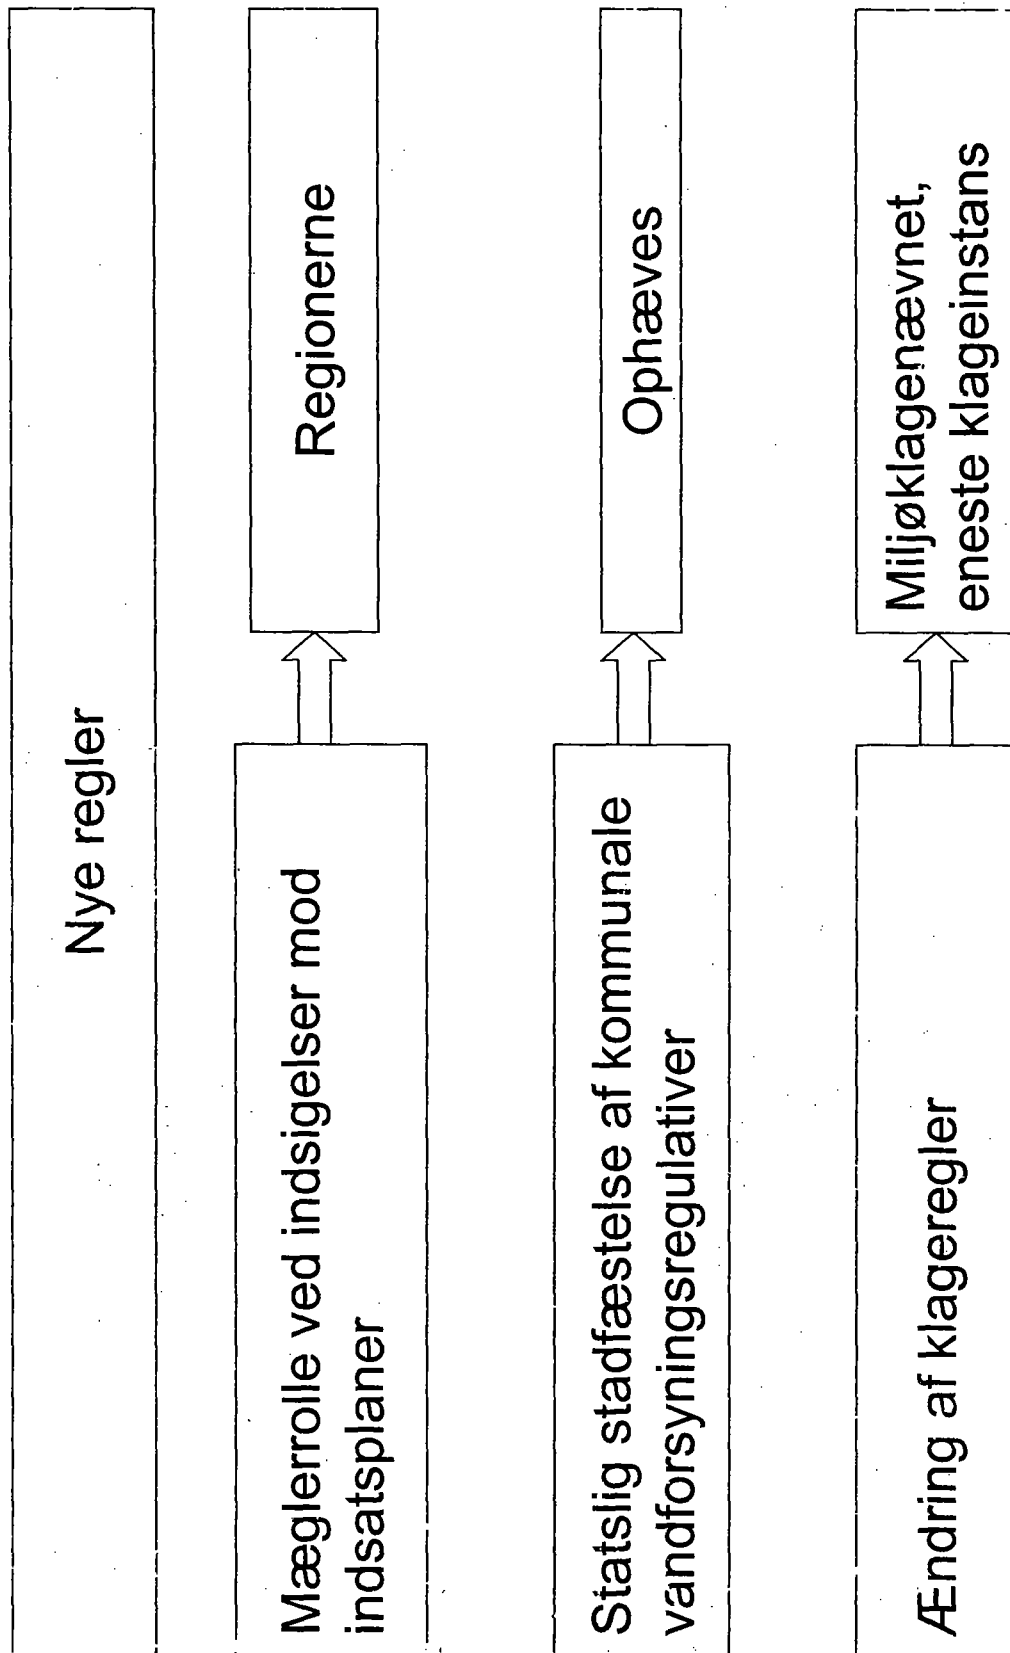 Nye regler
Mæglerrolle ved indsigelser mod
indsatsplaner
Regionerne
Statslig stadfæstelse af kommunale
vandforsyningsregulativer
Ophæves
Ændring af klageregler
Miljøklagenævnet,
eneste klageinstans